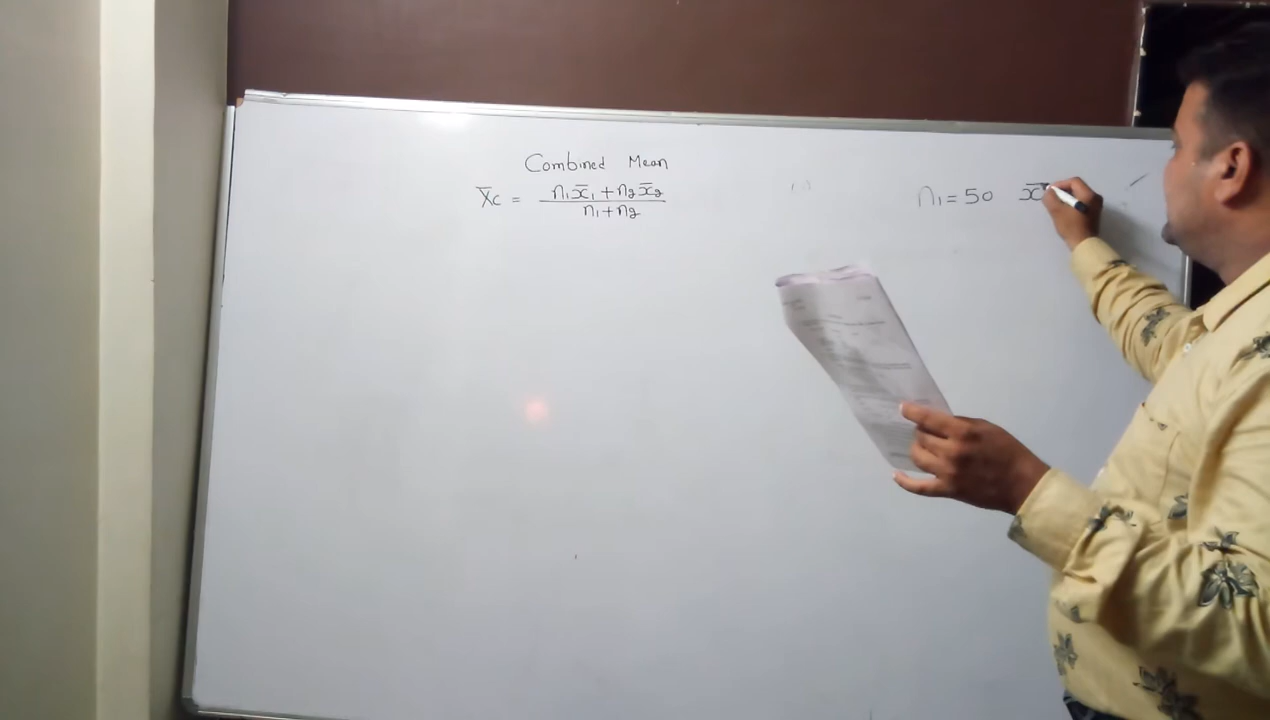 Combined Mean
X̄c = n₁x̄₁ + n₂x̄₂ / n₁ + n₂
n₁ = 50 x̄